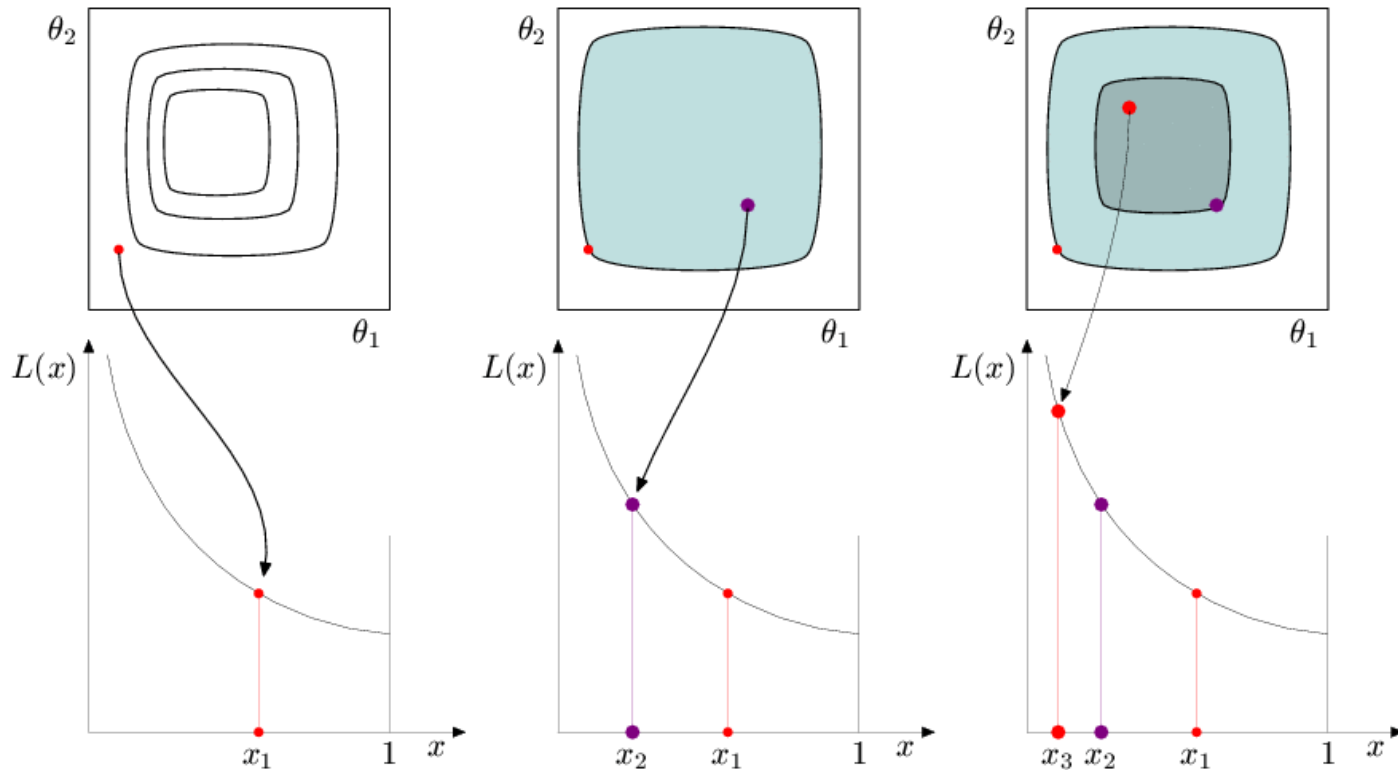 θ₂ θ₂ θ₂
θ₁ θ₁ θ₁
L(x) L(x) L(x)
x₁ 1 x x₂ x₁ 1 x x₃ x₂ x₁ 1 x